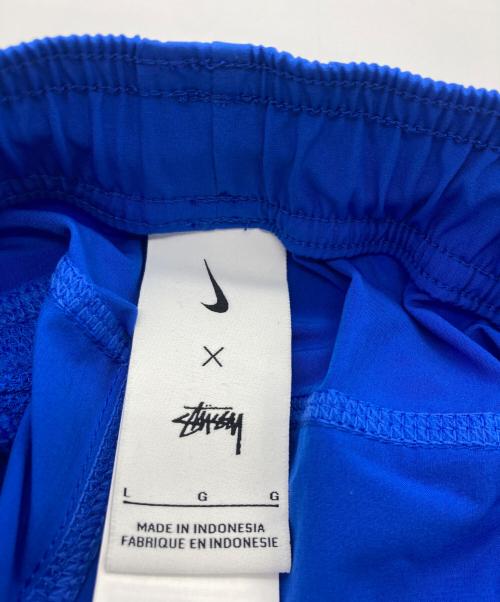 ×
STÜSSY
L G G
MADE IN INDONESIA
FABRIQUE EN INDONESIE